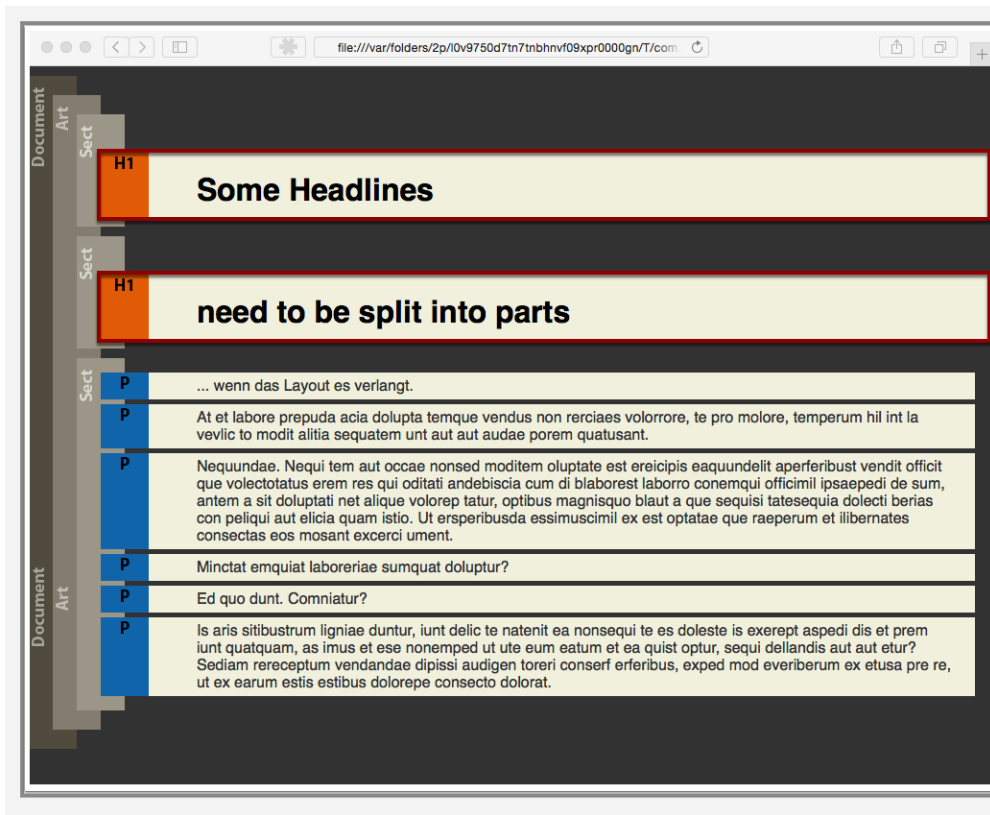 file:///var/folders/2p/l0v9750d7tn7tnbhnvf09xpr0000gn/T/com.
Document
Art
Sect
H1
Some Headlines
Sect
H1
need to be split into parts
Sect
P
... wenn das Layout es verlangt.
P
At et labore prepuda acia dolupta temque vendus non rerciaes volorrore, te pro molore, temperum hil int la
vevlic to modit alitia sequatem unt aut aut audae porem quatusant.
P
Nequundae. Nequi tem aut occae nonsed moditem oluptate est ereicipis eaquundelit aperferibust vendit officit
que volectotatus erem res qui oditati andebiscia cum di blaborest laborro conemqui officimil ipsaepedi de sum,
antem a sit doluptati net alique volorep tatur, optibus magnisquo blaut a que sequisi tatesequia dolecti berias
con peliqui aut elicia quam istio. Ut ersperibusda essimuscimil ex est optatae que raeperum et ilibernates
consectas eos mosant excerci ument.
P
Minctat emquiat laboreriae sumquat doluptur?
Document
Art
P
Ed quo dunt. Comniatur?
P
Is aris sitibustrum ligniae duntur, iunt delic te natenit ea nonsequi te es doleste is exerept aspedi dis et prem
iunt quatquam, as imus et ese nonemped ut ute eum eatum et ea quist optur, sequi dellandis aut aut etur?
Sediam rereceptum vendandae dipissi audigen toreri conserf erferibus, exped mod everiberum ex etusa pre re,
ut ex earum estis estibus dolorepe consecto dolorat.